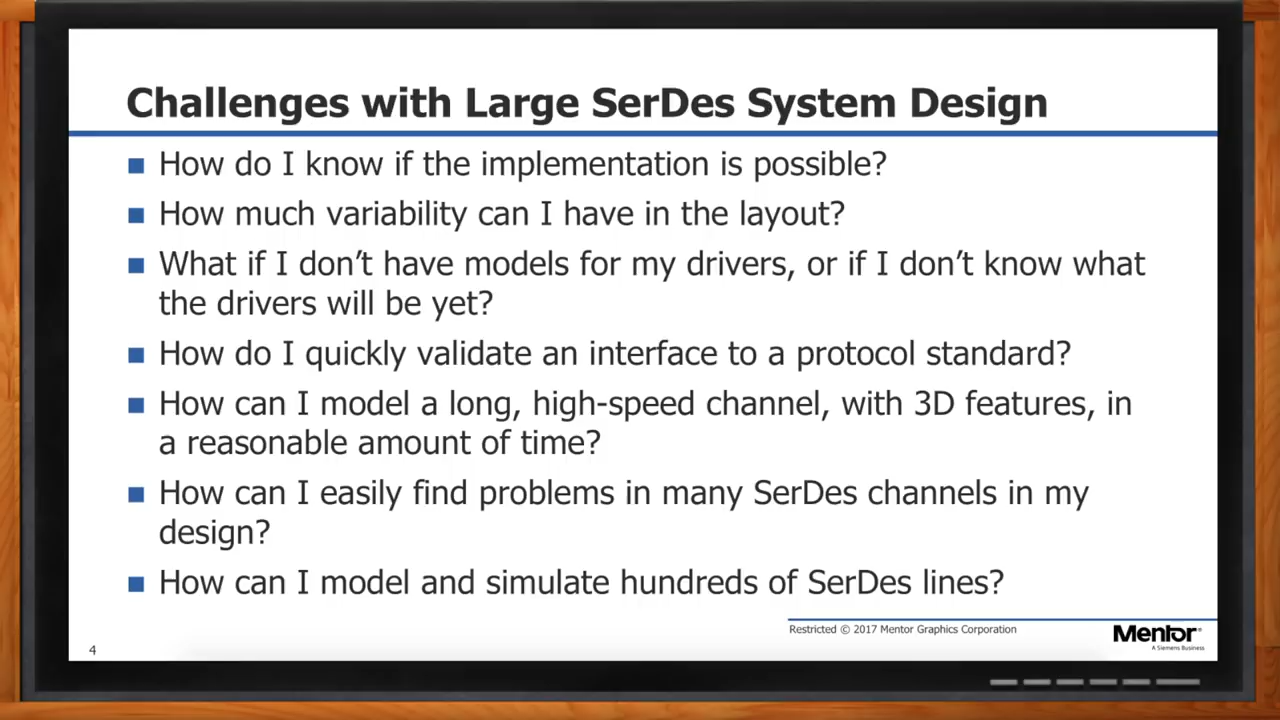 Challenges with Large SerDes System Design
How do I know if the implementation is possible?
How much variability can I have in the layout?
What if I don’t have models for my drivers, or if I don’t know what
the drivers will be yet?
How do I quickly validate an interface to a protocol standard?
How can I model a long, high-speed channel, with 3D features, in
a reasonable amount of time?
How can I easily find problems in many SerDes channels in my
design?
How can I model and simulate hundreds of SerDes lines?
Restricted © 2017 Mentor Graphics Corporation
Mentor®
A Siemens Business
4